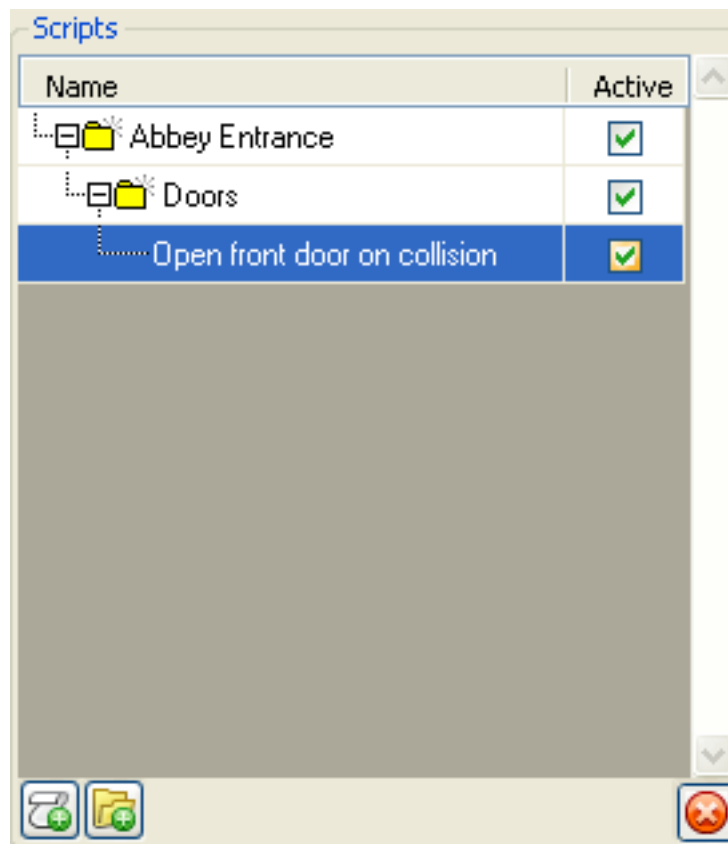 Scripts
Name Active
Abbey Entrance
Doors
Open front door on collision